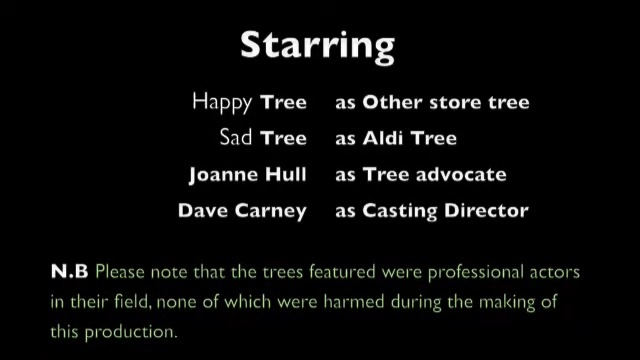 Starring
Happy Tree as Other store tree
Sad Tree as Aldi Tree
Joanne Hull as Tree advocate
Dave Carney as Casting Director
N.B Please note that the trees featured were professional actors
in their field, none of which were harmed during the making of
this production.